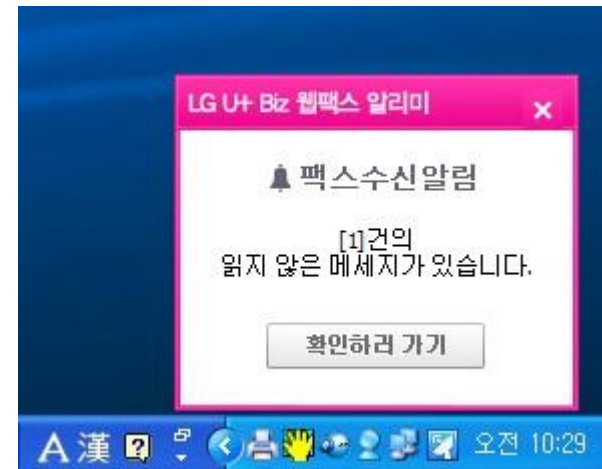 LG U+ Biz 웹팩스 알리미
팩스수신알림
[1]건의
읽지 않은 메세지가 있습니다.
확인하러 가기
A 漢 오전 10:29